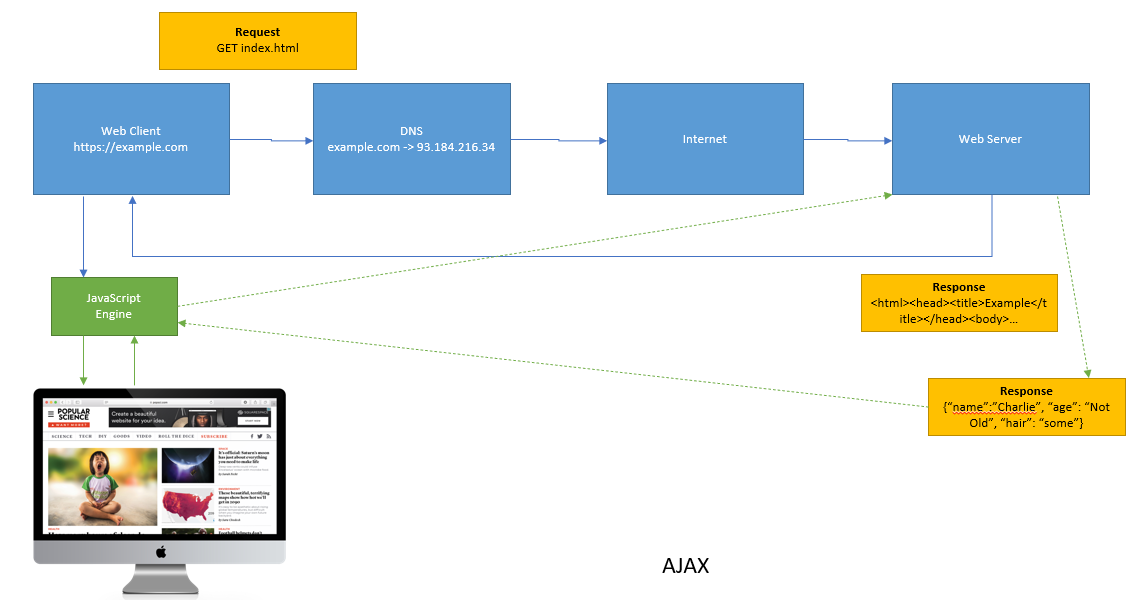 Request
GET index.html
Web Client
https://example.com
DNS
example.com -> 93.184.216.34
Internet
Web Server
JavaScript
Engine
Response
<html><head><title>Example</t
itle></head><body>...
Response
{“name”:”Charlie”, “age”: “Not
Old”, “hair”: “some”}
POPULAR
SCIENCE
Create a beautiful
website for your idea.
SCIENCE TECH DIY GOODS VIDEO ROLL THE DICE SUBSCRIBE
It's official: Saturn's moon
has just about everything
you need to make life
These beautiful, terrifying
maps show how hot we'll
get in 2090
AJAX